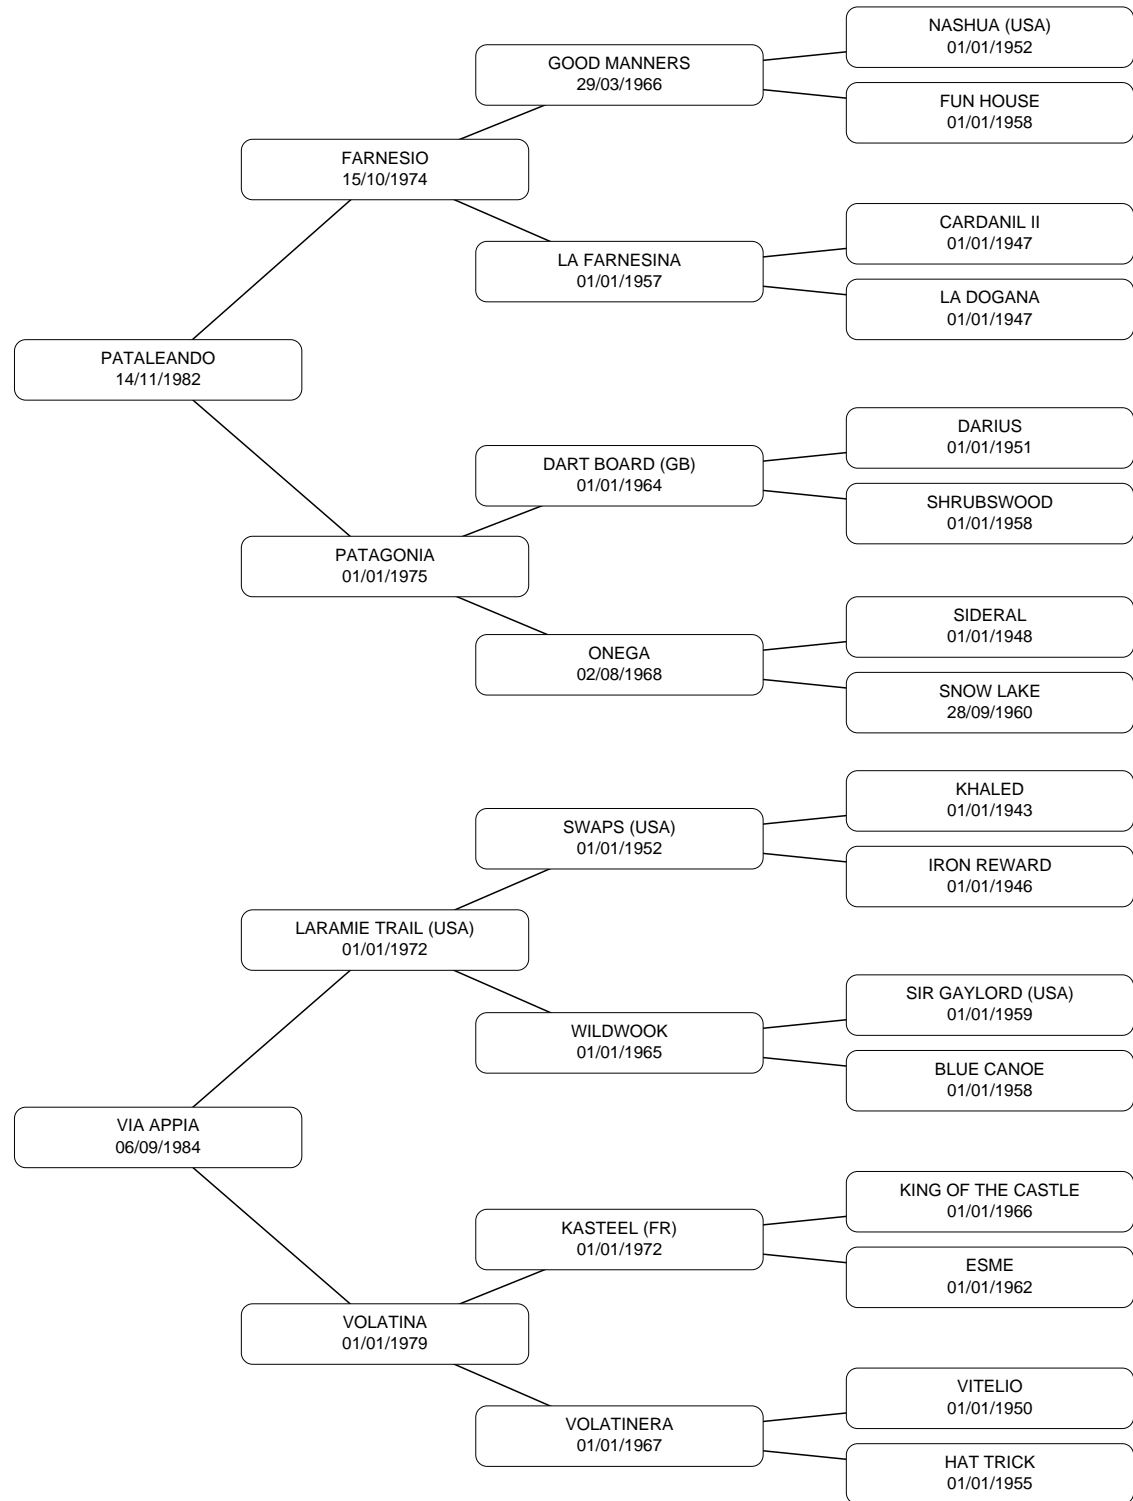 NASHUA (USA)
01/01/1952
GOOD MANNERS
29/03/1966
FUN HOUSE
01/01/1958
FARNESIO
15/10/1974
CARDANIL II
01/01/1947
LA FARNESINA
01/01/1957
LA DOGANA
01/01/1947
PATALEANDO
14/11/1982
DARIUS
01/01/1951
DART BOARD (GB)
01/01/1964
SHRUBSWOOD
01/01/1958
PATAGONIA
01/01/1975
SIDERAL
01/01/1948
ONEGA
02/08/1968
SNOW LAKE
28/09/1960
KHALED
01/01/1943
SWAPS (USA)
01/01/1952
IRON REWARD
01/01/1946
LARAMIE TRAIL (USA)
01/01/1972
SIR GAYLORD (USA)
01/01/1959
WILDWOOK
01/01/1965
BLUE CANOE
01/01/1958
VIA APPIA
06/09/1984
KING OF THE CASTLE
01/01/1966
KASTEEL (FR)
01/01/1972
ESME
01/01/1962
VOLATINA
01/01/1979
VITELIO
01/01/1950
VOLATINERA
01/01/1967
HAT TRICK
01/01/1955